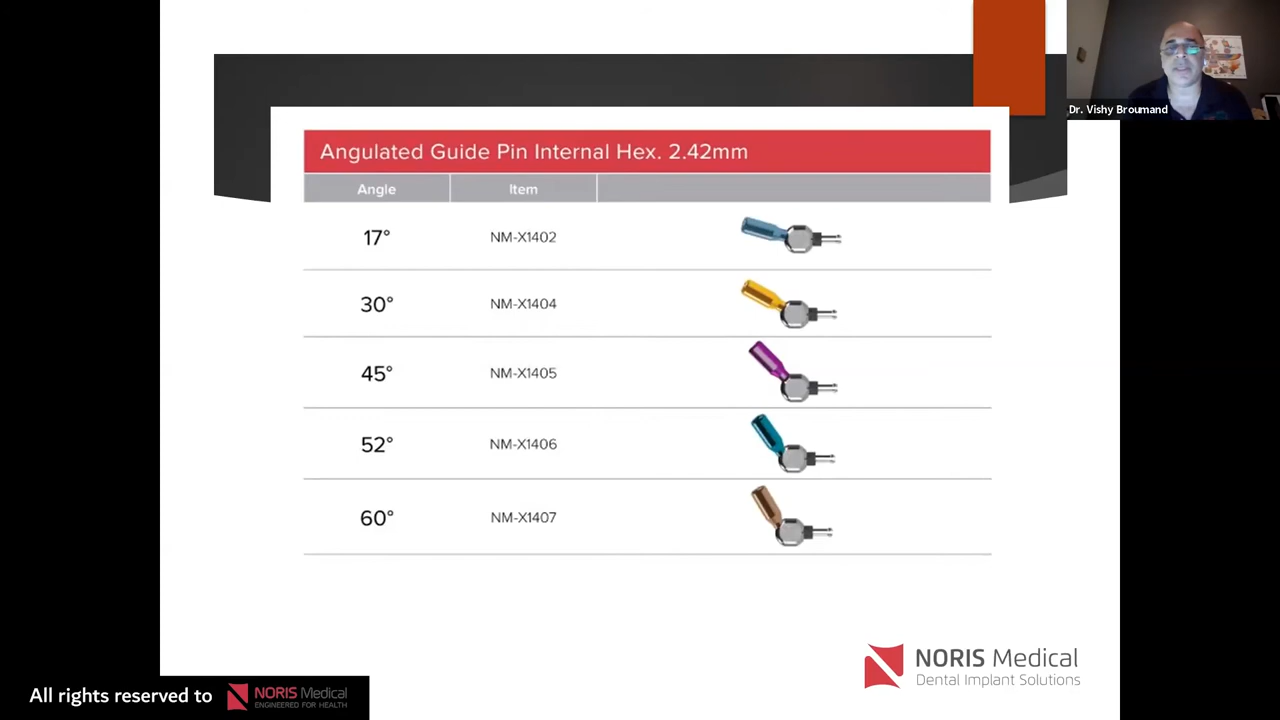 Dr. Vishy Broumand
Angulated Guide Pin Internal Hex. 2.42mm
Angle Item
17° NM-X1402
30° NM-X1404
45° NM-X1405
52° NM-X1406
60° NM-X1407
NORIS Medical
Dental Implant Solutions
All rights reserved to NORIS Medical
ENGINEERED FOR HEALTH